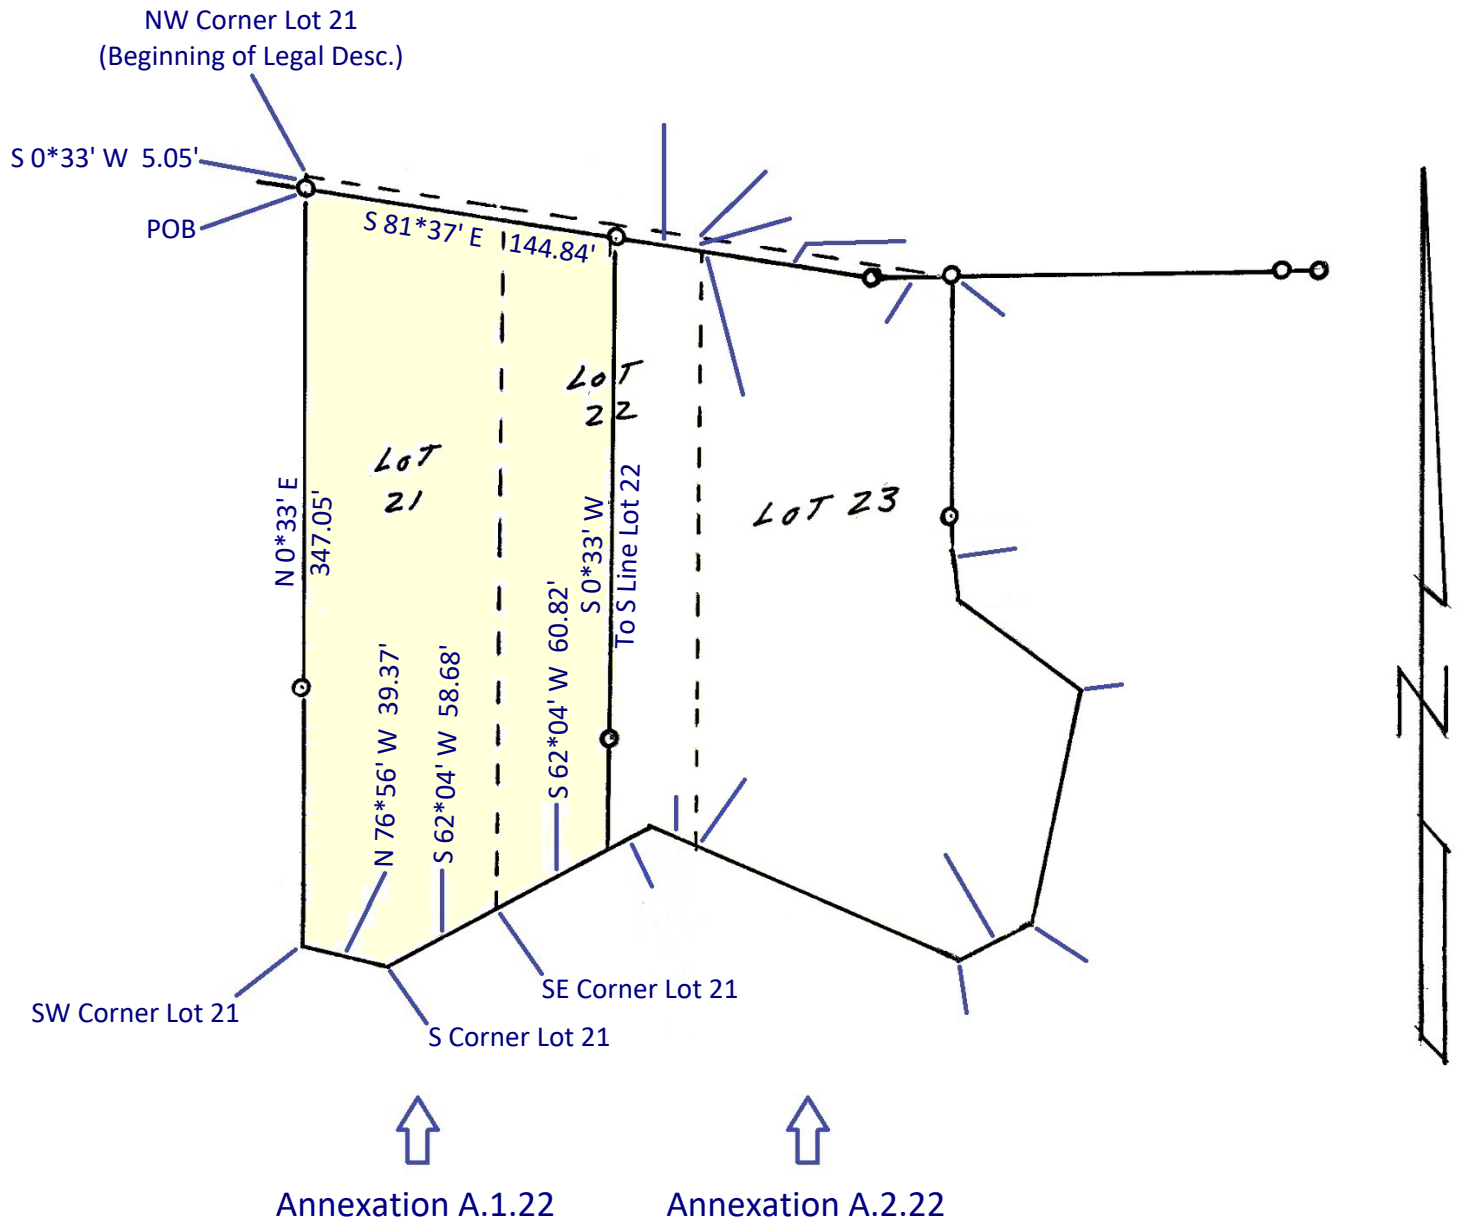 NW Corner Lot 21
(Beginning of Legal Desc.)
S 0*33' W  5.05'
POB
S 81*37' E
144.84'
LOT
22
LOT
21
LOT 23
N 0*33' E
347.05'
S 0*33' W
To S Line Lot 22
N 76*56' W  39.37'
S 62*04' W  58.68'
S 62*04' W  60.82'
SE Corner Lot 21
SW Corner Lot 21
S Corner Lot 21
N
Annexation A.1.22
Annexation A.2.22